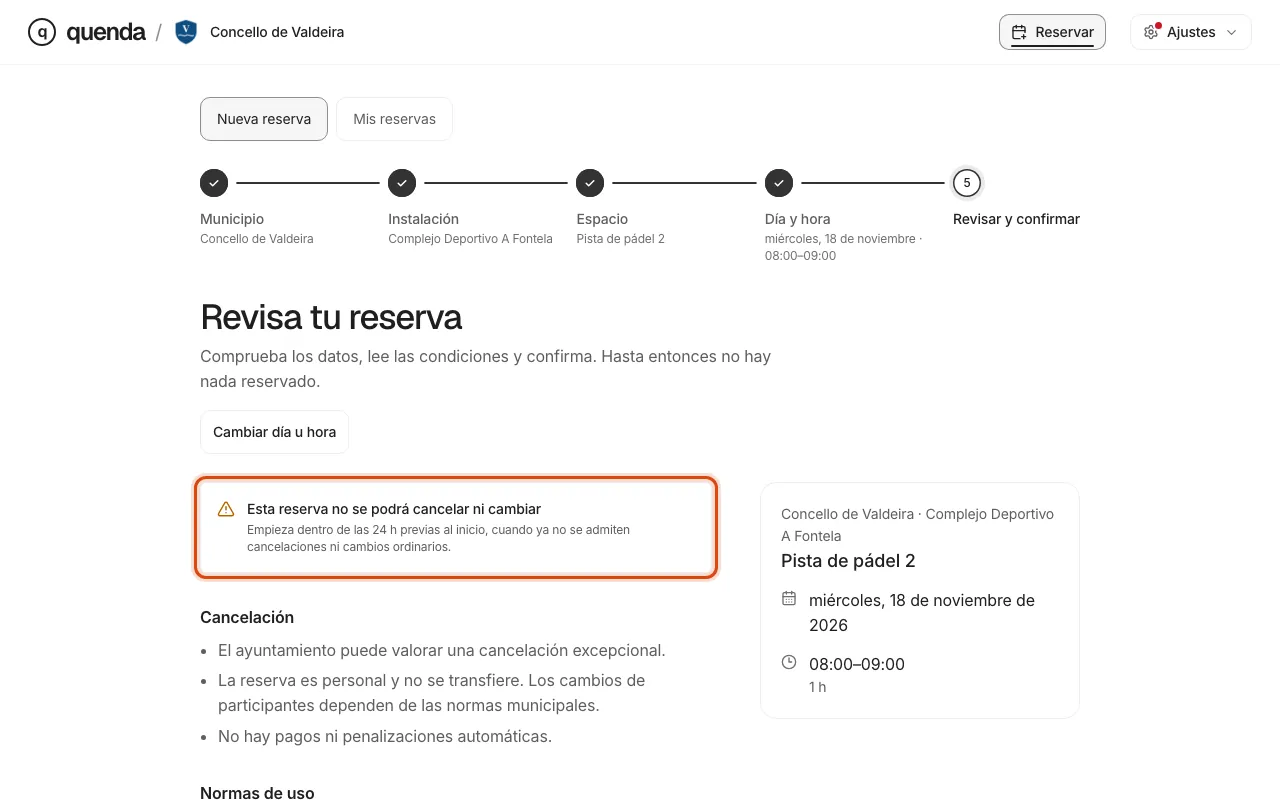 q quenda / V Concello de Valdeira
Reservar
Ajustes
Nueva reserva
Mis reservas
5
Municipio
Concello de Valdeira
Instalación
Complejo Deportivo A Fontela
Espacio
Pista de pádel 2
Día y hora
miércoles, 18 de noviembre ·
08:00–09:00
Revisar y confirmar
Revisa tu reserva
Comprueba los datos, lee las condiciones y confirma. Hasta entonces no hay
nada reservado.
Cambiar día u hora
Esta reserva no se podrá cancelar ni cambiar
Empieza dentro de las 24 h previas al inicio, cuando ya no se admiten
cancelaciones ni cambios ordinarios.
Cancelación
• El ayuntamiento puede valorar una cancelación excepcional.
• La reserva es personal y no se transfiere. Los cambios de
participantes dependen de las normas municipales.
• No hay pagos ni penalizaciones automáticas.
Normas de uso
Concello de Valdeira · Complejo Deportivo
A Fontela
Pista de pádel 2
miércoles, 18 de noviembre de
2026
08:00–09:00
1 h